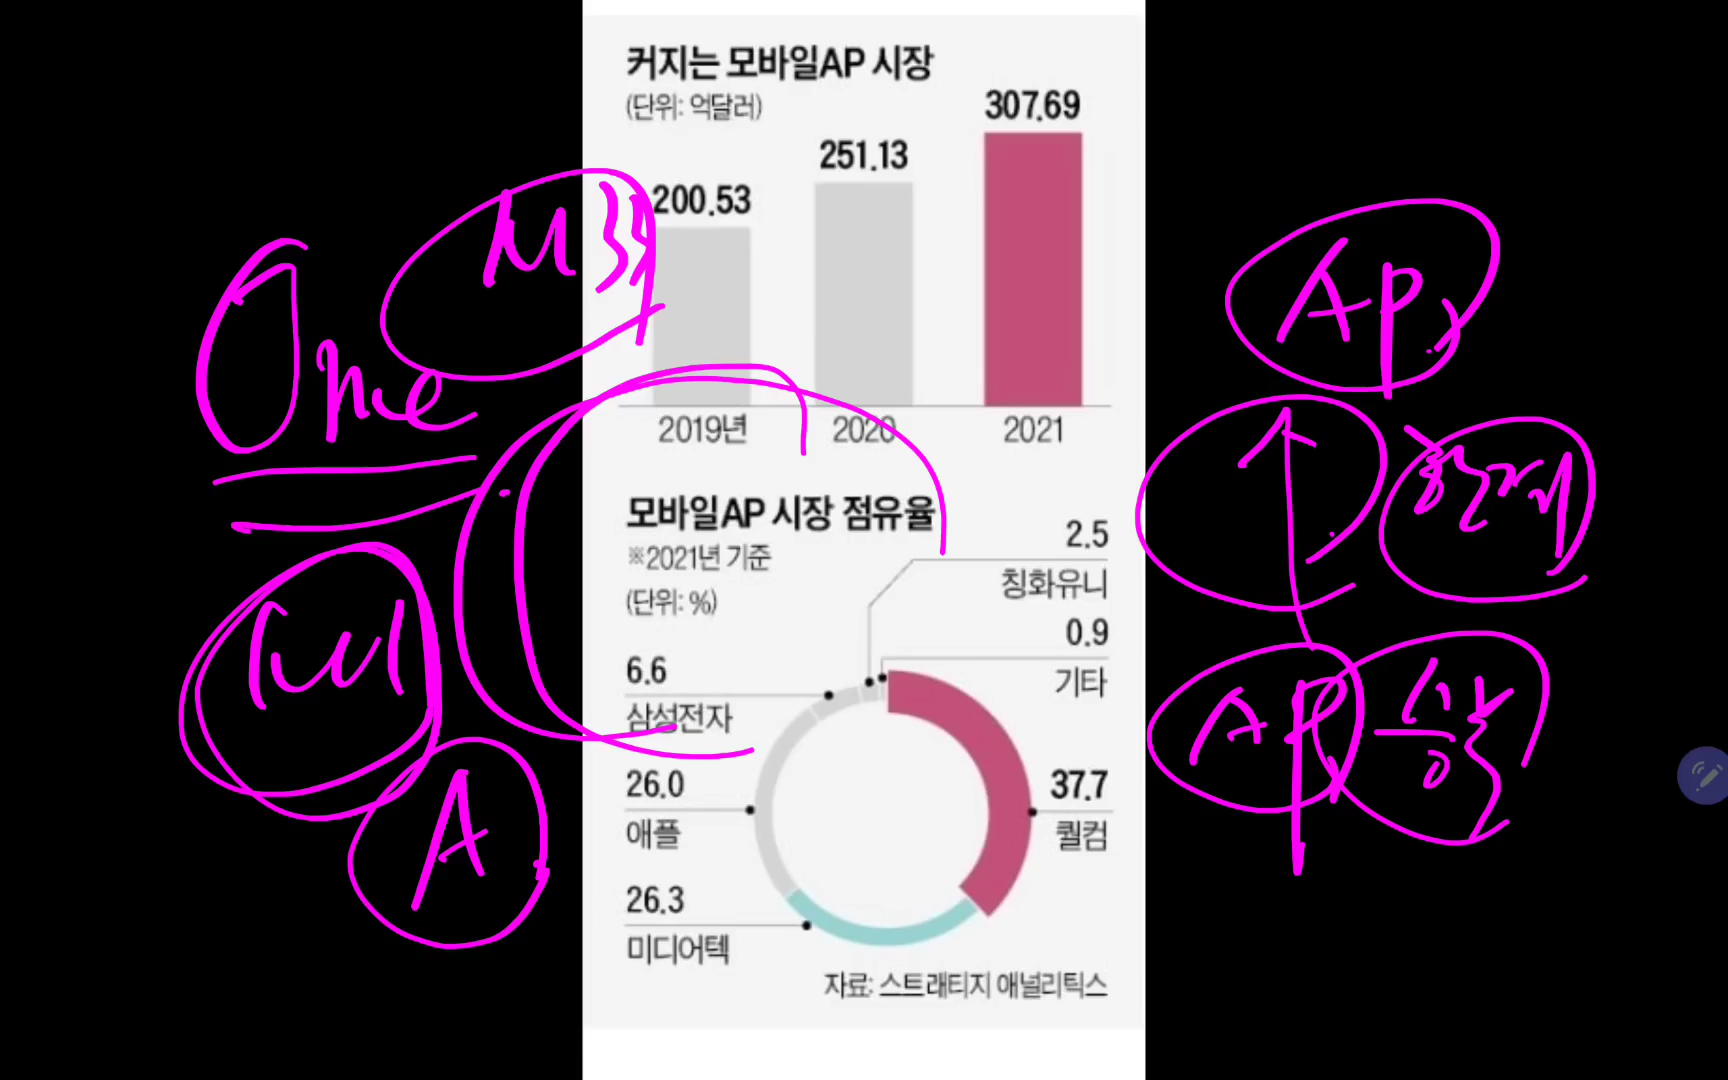 커지는 모바일AP 시장
(단위: 억달러)
200.53
251.13
307.69
2019년
2020
2021
모바일AP 시장 점유율
※2021년 기준
(단위: %)
2.5
칭화유니
0.9
기타
6.6
삼성전자
26.0
애플
37.7
퀄컴
26.3
미디어텍
자료: 스트래티지 애널리틱스
One
M
A
AP
AP